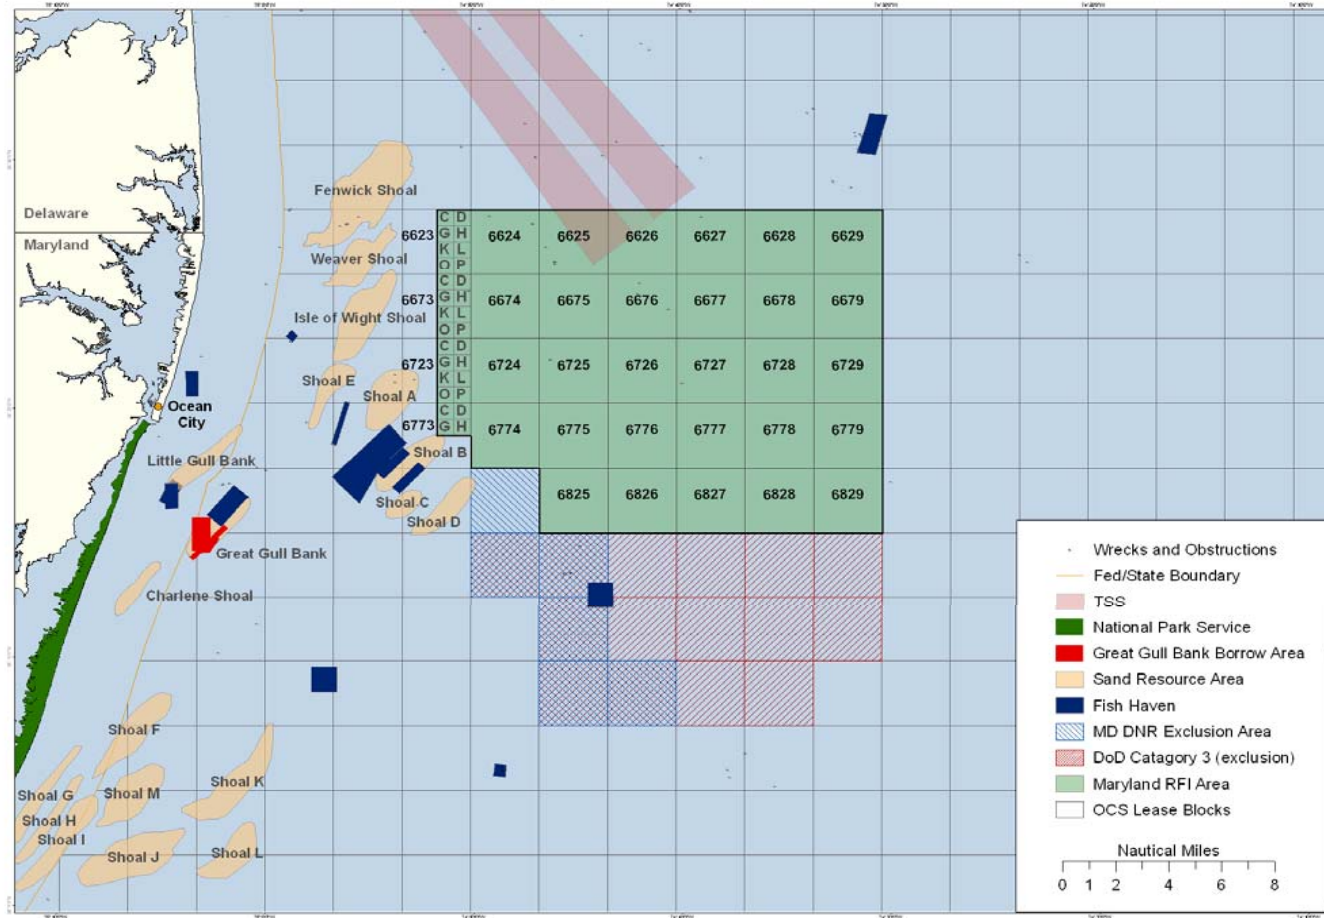 Fenwick Shoal
Delaware
Maryland
Weaver Shoal
Isle of Wight Shoal
Shoal E
Shoal A
Ocean
City
Shoal B
Little Gull Bank
Shoal C
Shoal D
Great Gull Bank
Charlene Shoal
Shoal F
Shoal K
Shoal G
Shoal M
Shoal H
Shoal I
Shoal J
Shoal L
C D
6623 G H 6624 6625 6626 6627 6628 6629
K L
O P
C D
6673 G H 6674 6675 6676 6677 6678 6679
K L
O P
C D
6723 G H 6724 6725 6726 6727 6728 6729
K L
O P
C D
6773 G H 6774 6775 6776 6777 6778 6779
6825 6826 6827 6828 6829
Wrecks and Obstructions
Fed/State Boundary
TSS
National Park Service
Great Gull Bank Borrow Area
Sand Resource Area
Fish Haven
MD DNR Exclusion Area
DoD Catagory 3 (exclusion)
Maryland RFI Area
OCS Lease Blocks
Nautical Miles
0 1 2 4 6 8